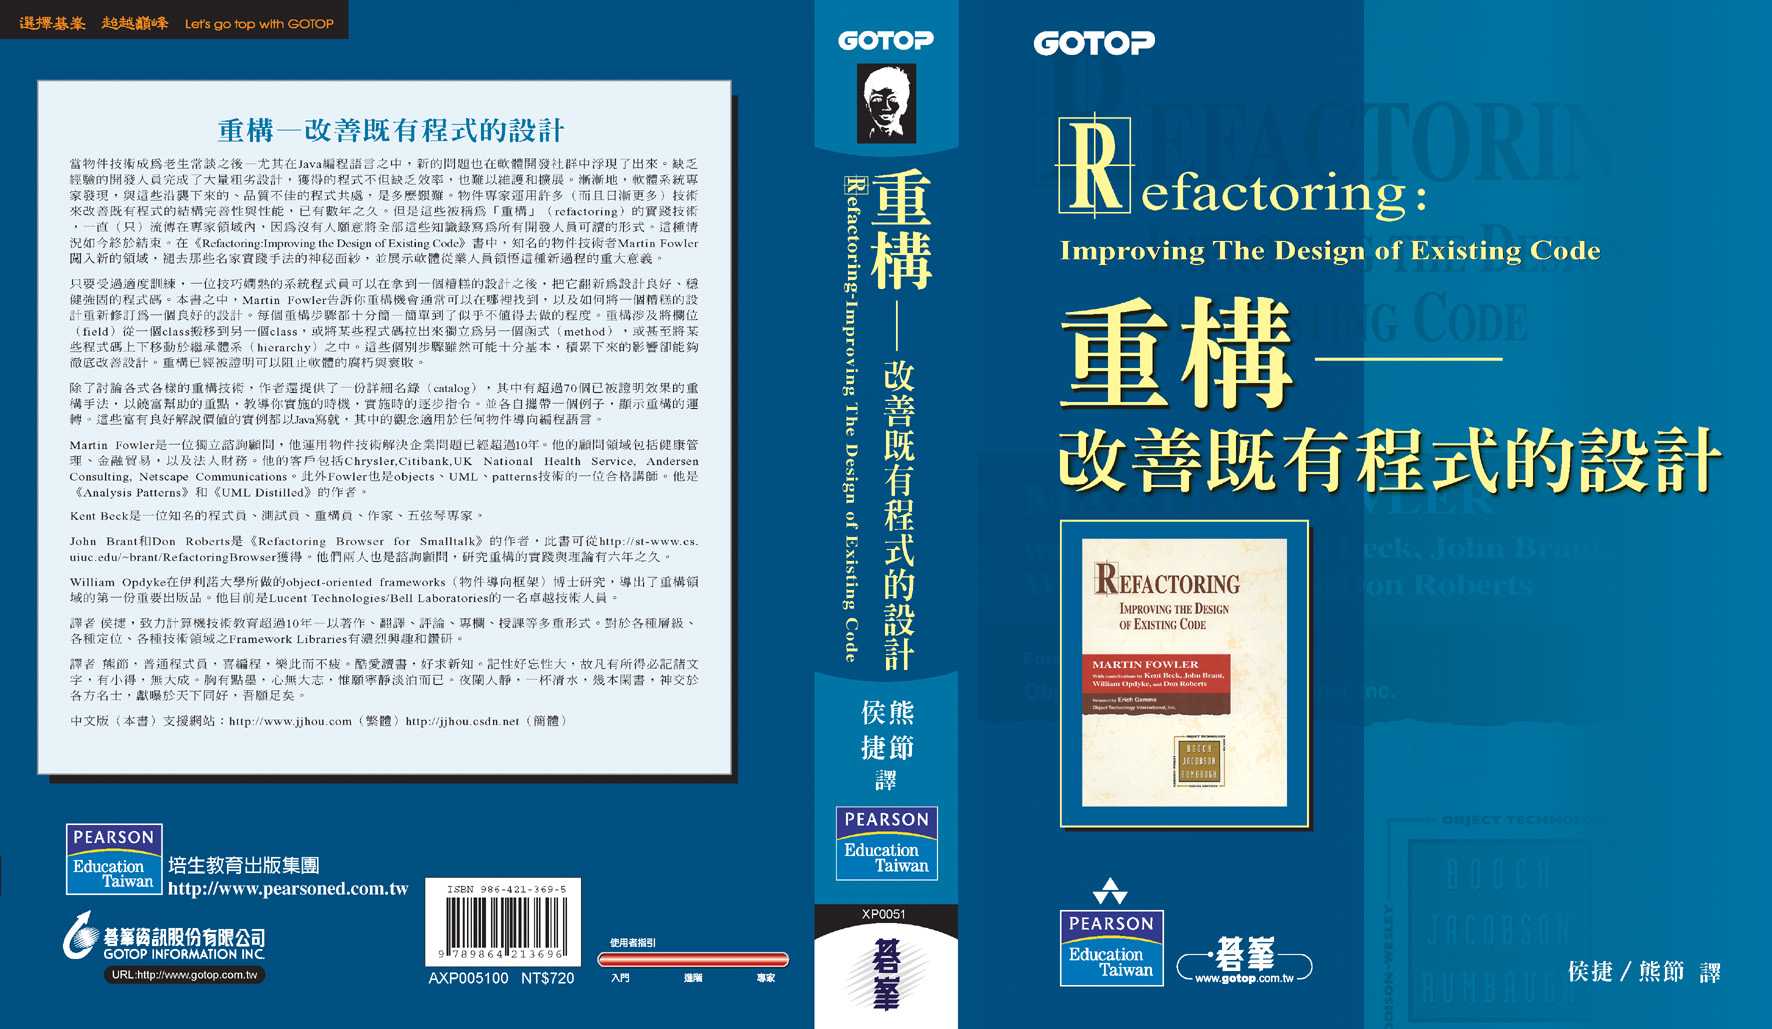 選擇碁峯　超越巔峰　Let's go top with GOTOP
重構—改善既有程式的設計
當物件技術成為老生常談之後—尤其在Java編程語言之中，新的問題也在軟體開發社群中浮現了出來。缺乏
經驗的開發人員完成了大量粗劣設計，獲得的程式不但缺乏效率，也難以維護和擴展。漸漸地，軟體系統專
家發現，與這些沿襲下來的、品質不佳的程式共處，是多麼艱難。物件專家運用許多（而且日漸更多）技術
來改善既有程式的結構完善性與性能，已有數年之久。但是這些被稱為「重構」（refactoring）的實踐技術
，一直（只）流傳在專家領域內，因為沒有人願意將全部這些知識錄寫為所有開發人員可讀的形式。這種情
況如今終於結束。在《Refactoring:Improving the Design of Existing Code》書中，知名的物件技術者Martin Fowler
闖入新的領域，褪去那些名家實踐手法的神秘面紗，並展示軟體從業人員領悟這種新過程的重大意義。
只要受過適度訓練，一位技巧嫻熟的系統程式員可以在拿到一個糟糕的設計之後，把它翻新為設計良好、穩
健強固的程式碼。本書之中，Martin Fowler告訴你重構機會通常可以在哪裡找到，以及如何將一個糟糕的設
計重新修訂為一個良好的設計。每個重構步驟都十分簡—簡單到了似乎不值得去做的程度。重構涉及將欄位
（field）從一個class搬移到另一個class，或將某些程式碼拉出來獨立為另一個函式（method），或甚至將某
些程式碼上下移動於繼承體系（hierarchy）之中。這些個別步驟雖然可能十分基本，積累下來的影響卻能夠
徹底改善設計。重構已經被證明可以阻止軟體的腐朽與衰敗。
除了討論各式各樣的重構技術，作者還提供了一份詳細名錄（catalog），其中有超過70個已被證明效果的重
構手法，以饒富幫助的重點，教導你實施的時機，實施時的逐步指令。並各自攜帶一個例子，顯示重構的運
轉。這些富有良好解說價值的實例都以Java寫就，其中的觀念適用於任何物件導向編程語言。
Martin Fowler是一位獨立諮詢顧問，他運用物件技術解決企業問題已經超過10年。他的顧問領域包括健康管
理、金融貿易，以及法人財務。他的客戶包括Chrysler,Citibank,UK National Health Service, Andersen
Consulting, Netscape Communications。此外Fowler也是objects、UML、patterns技術的一位合格講師。他是
《Analysis Patterns》和《UML Distilled》的作者。
Kent Beck是一位知名的程式員、測試員、重構員、作家、五弦琴專家。
John Brant和Don Roberts是《Refactoring Browser for Smalltalk》的作者，此書可從http://st-www.cs.
uiuc.edu/~brant/RefactoringBrowser獲得。他們兩人也是諮詢顧問，研究重構的實踐與理論有六年之久。
William Opdyke在伊利諾大學所做的object-oriented frameworks（物件導向框架）博士研究，導出了重構領
域的第一份重要出版品。他目前是Lucent Technologies/Bell Laboratories的一名卓越技術人員。
譯者 侯捷，致力計算機技術教育超過10年—以著作、翻譯、評論、專欄、授課等多重形式。對於各種層級、
各種定位、各種技術領域之Framework Libraries有濃烈興趣和鑽研。
譯者 熊節，普通程式員，喜編程，樂此而不疲。酷愛讀書，好求新知。記性好忘性大，故凡有所得必記諸文
字，有小得，無大成。胸有點墨，心無大志，惟願寧靜淡泊而已。夜闌人靜，一杯清水，幾本閑書，神交於
各方名士，獻曝於天下同好，吾願足矣。
中文版（本書）支援網站：http://www.jjhou.com（繁體）http://jjhou.csdn.net（簡體）
PEARSON
Education
Taiwan
培生教育出版集團
http://www.pearsoned.com.tw
碁峯資訊股份有限公司
GOTOP INFORMATION INC.
URL:http://www.gotop.com.tw
ISBN 986-421-369-5
9 789864 213696
AXP005100 NT$720
使用者指引
入門 進階 專家
GOTOP
重構——改善既有程式的設計
Refactoring-Improving The Design of Existing Code
侯捷
熊節
譯
PEARSON
Education
Taiwan
XP0051
碁峯
GOTOP
Refactoring:
Improving The Design of Existing Code
重構——
改善既有程式的設計
REFACTORING
IMPROVING THE DESIGN
OF EXISTING CODE
MARTIN FOWLER
With contributions by Kent Beck, John Brant,
William Opdyke, and Don Roberts
Foreword by Erich Gamma
Object Technology International, Inc.
BOOCH
JACOBSON
RUMBAUGH
PEARSON
Education
Taiwan
碁峯
www.gotop.com.tw
侯捷／熊節 譯